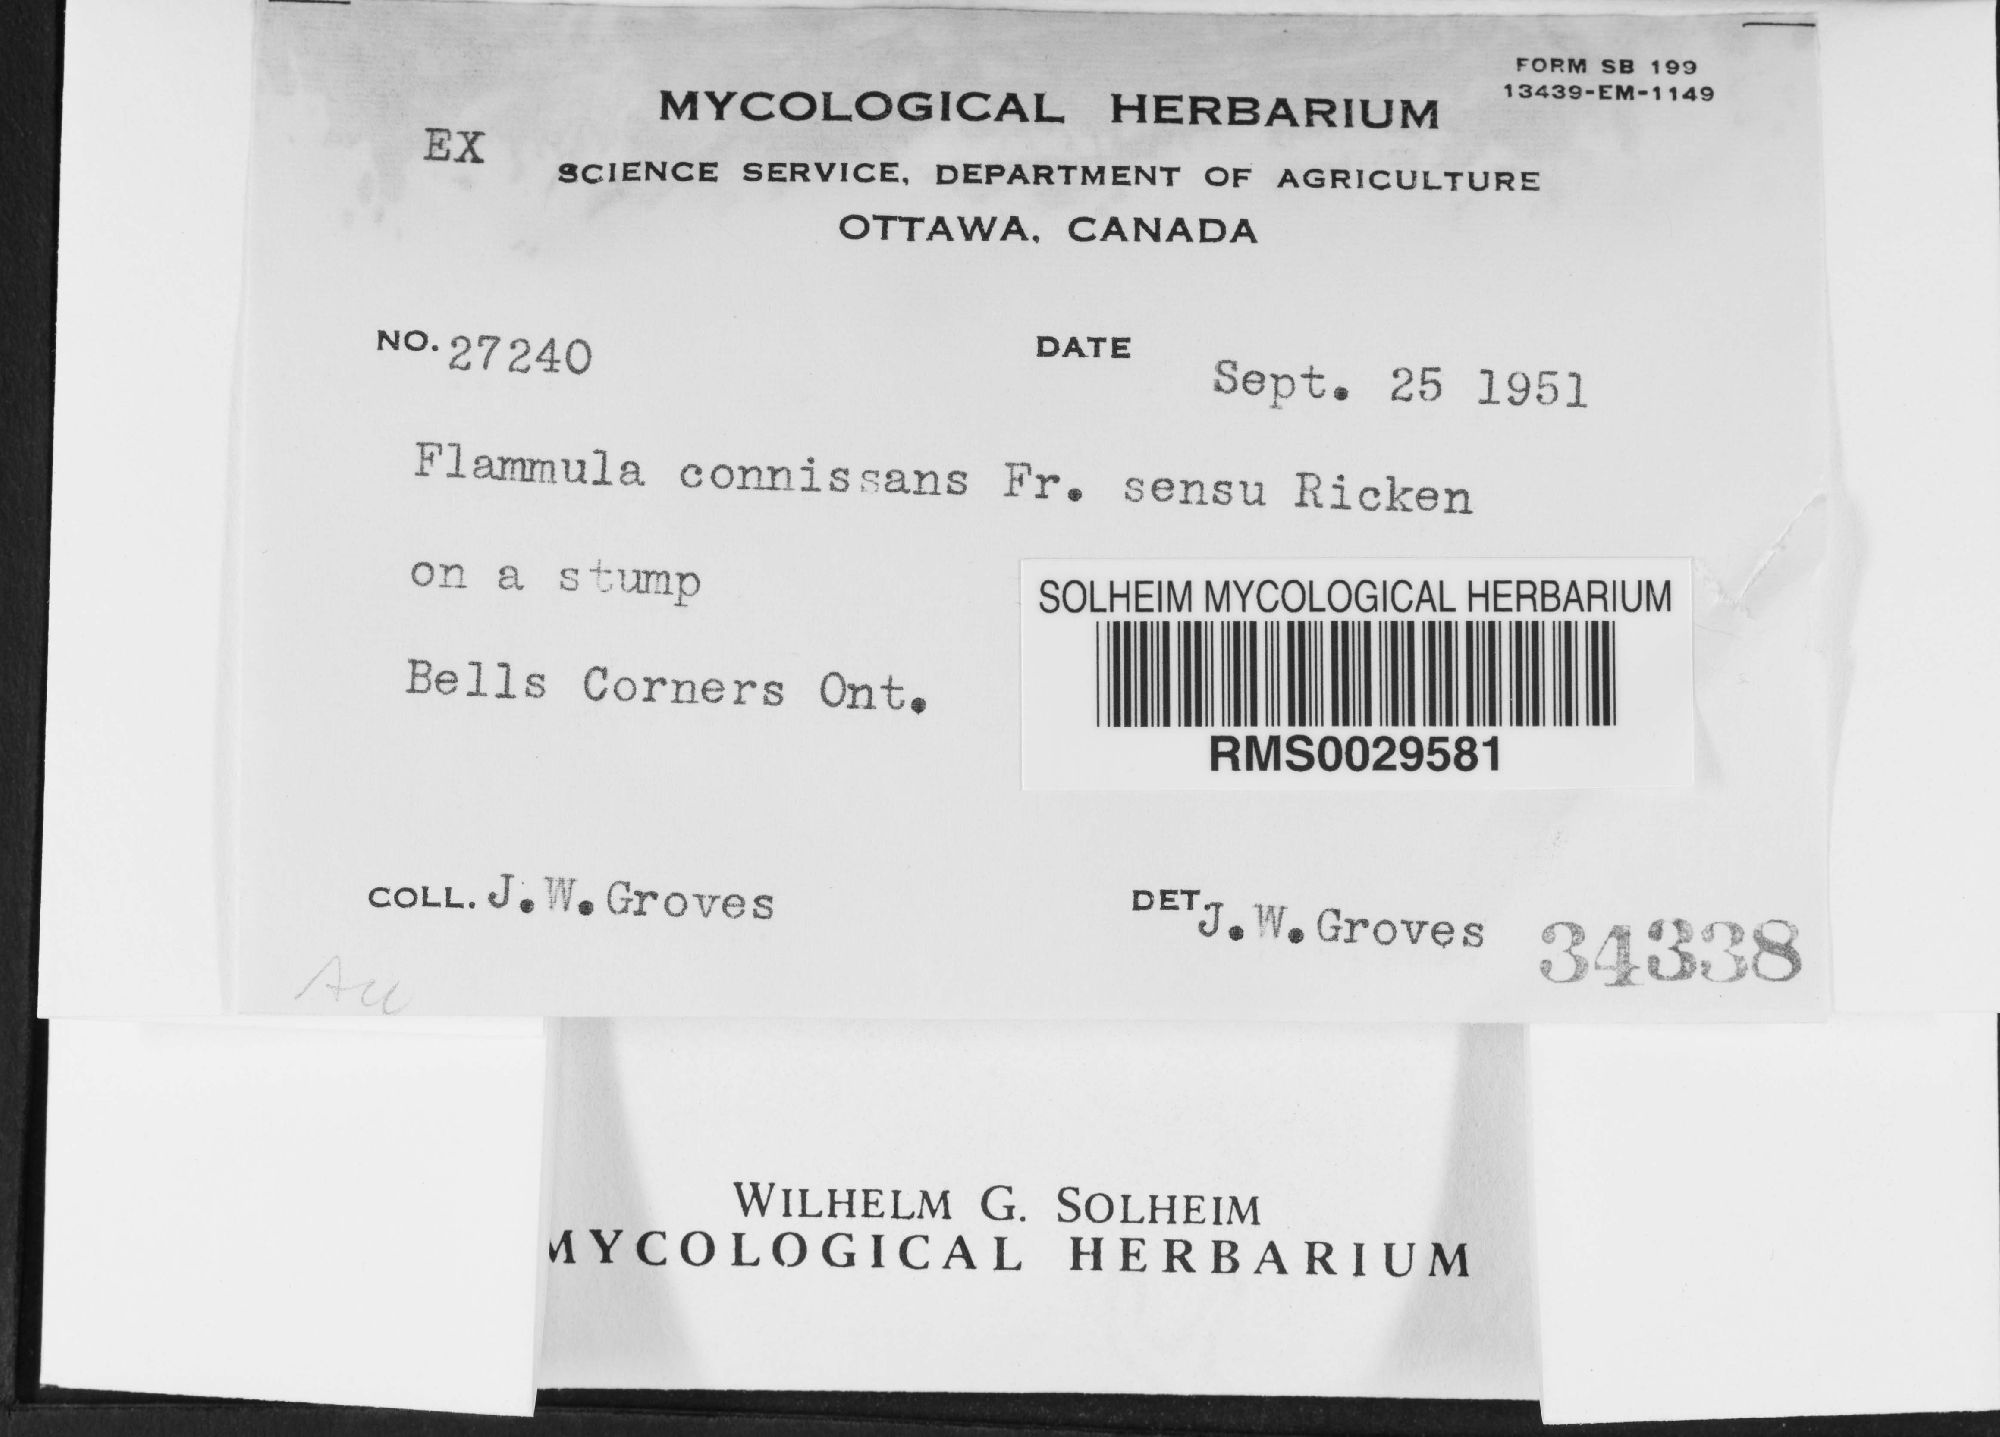 FORM SB 199
13439-EM-1149
MYCOLOGICAL HERBARIUM
EX
SCIENCE SERVICE, DEPARTMENT OF AGRICULTURE
OTTAWA, CANADA
NO. 27240
DATE Sept. 25 1951
Flammula connissans Fr. sensu Ricken
on a stump
Bells Corners Ont.
SOLHEIM MYCOLOGICAL HERBARIUM
RMS0029581
COLL. J.W.Groves
DET. J.W.Groves
34338
WILHELM G. SOLHEIM
MYCOLOGICAL HERBARIUM